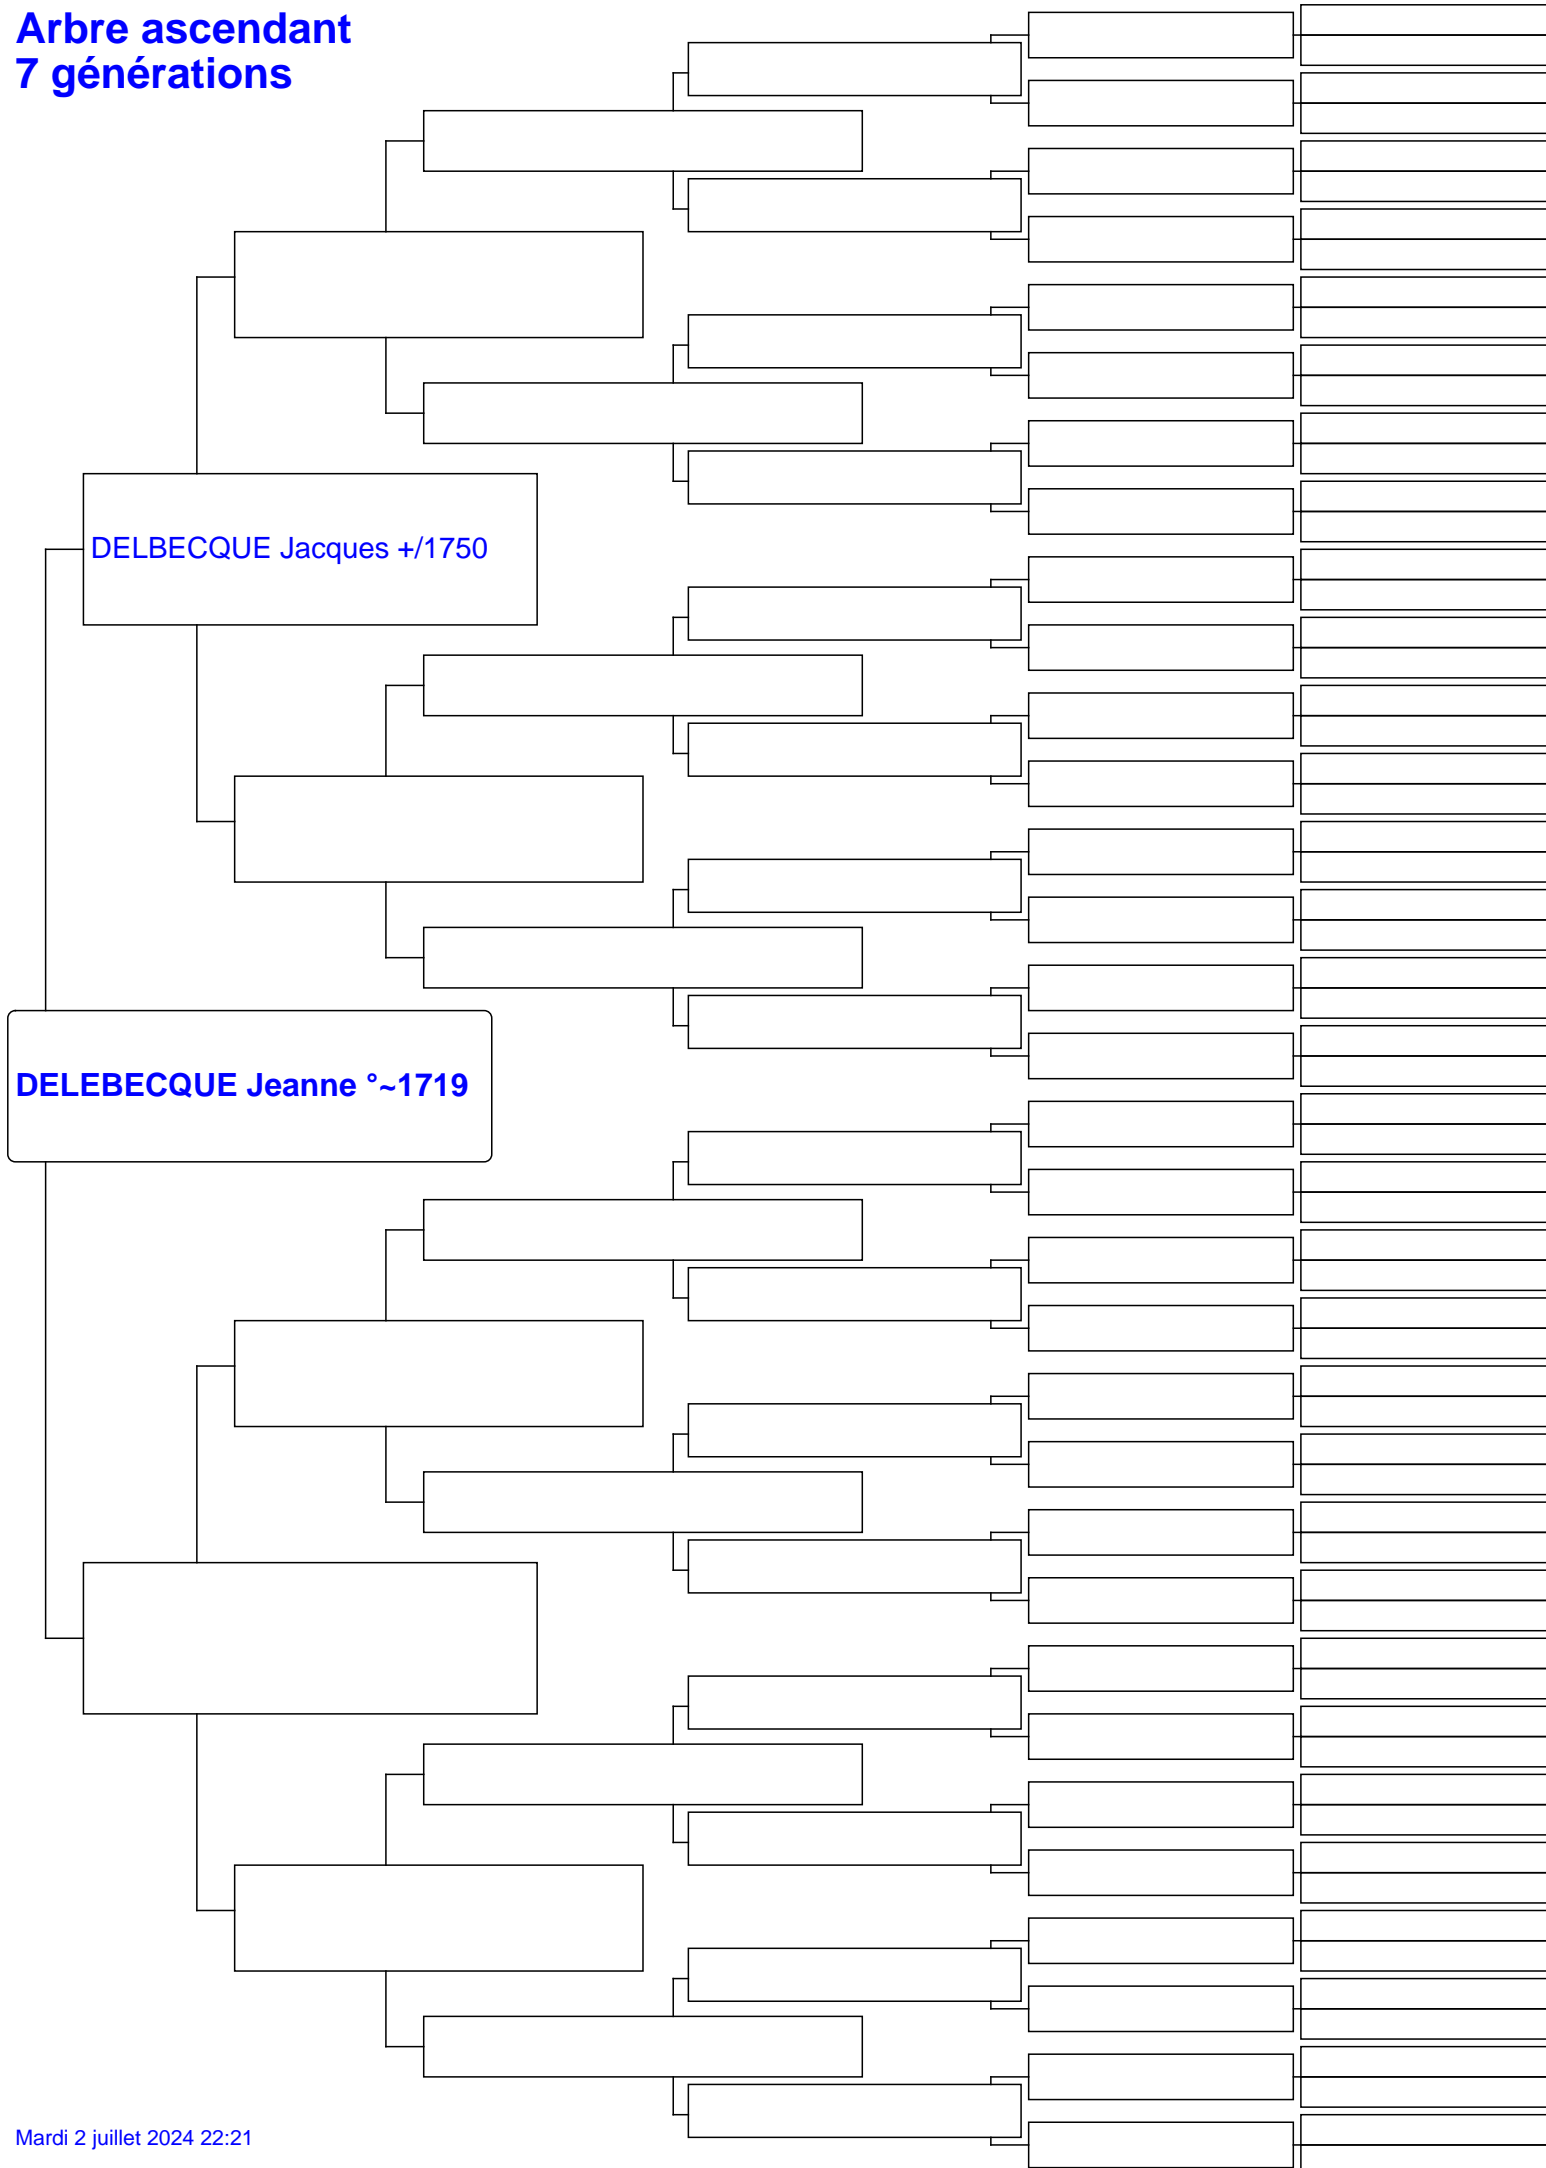 Arbre ascendant
7 générations
DELBECQUE Jacques +/1750
DELEBECQUE Jeanne °~1719
Mardi 2 juillet 2024 22:21